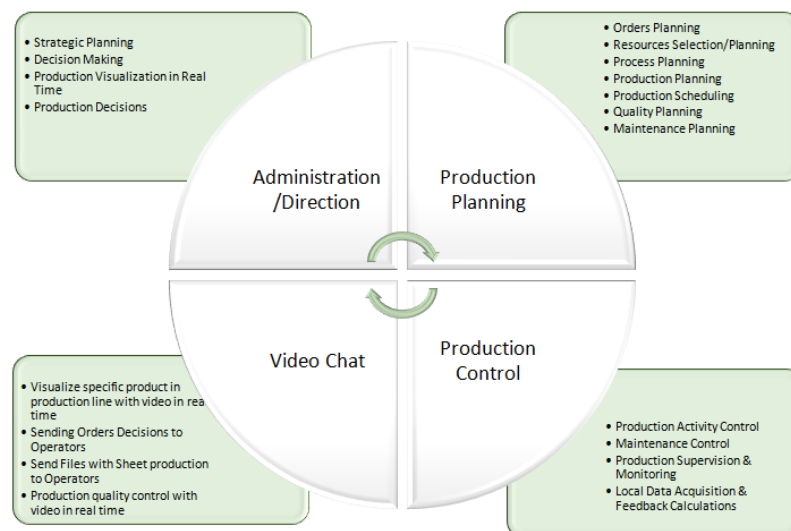 • Strategic Planning
• Decision Making
• Production Visualization in Real
Time
• Production Decisions
• Orders Planning
• Resources Selection/Planning
• Process Planning
• Production Planning
• Production Scheduling
• Quality Planning
• Maintenance Planning
Administration
/Direction
Production
Planning
Video Chat
Production
Control
• Visualize specific product in
production line with video in real
time
• Sending Orders Decisions to
Operators
• Send Files with Sheet production
to Operators
• Production quality control with
video in real time
• Production Activity Control
• Maintenance Control
• Production Supervision &
Monitoring
• Local Data Acquisition &
Feedback Calculations